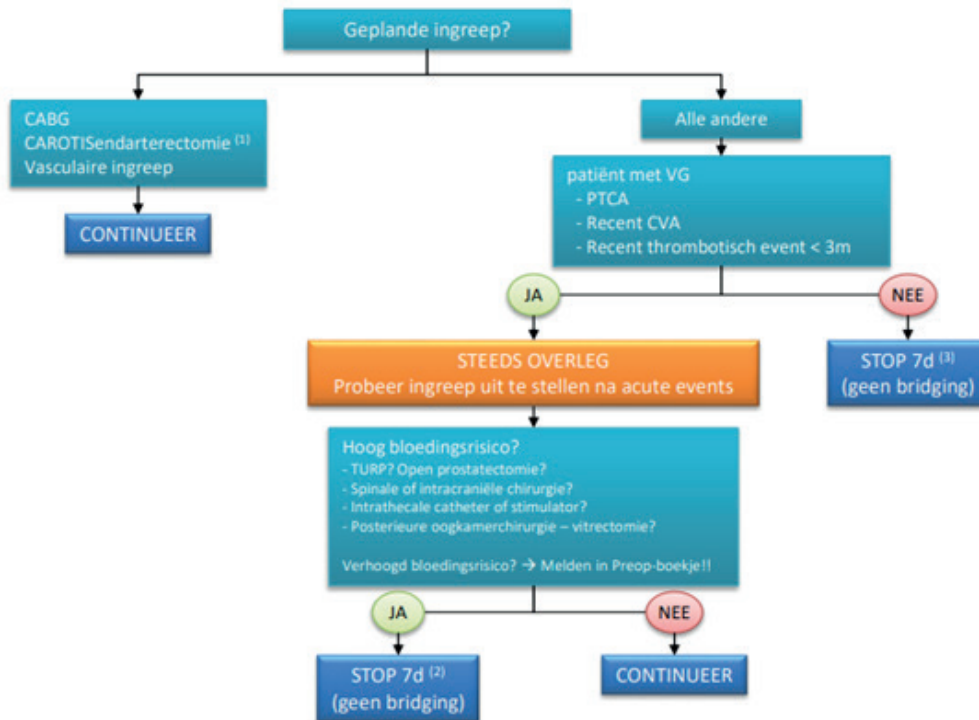 Geplande ingreep?
CABG
CAROTISendarterectomie (1)
Vasculaire ingreep
CONTINUEER
Alle andere
patiënt met VG
- PTCA
- Recent CVA
- Recent thrombotisch event < 3m
JA
NEE
STEEDS OVERLEG
Probeer ingreep uit te stellen na acute events
STOP 7d (3)
(geen bridging)
Hoog bloedingsrisico?
- TURP? Open prostatectomie?
- Spinale of intracraniële chirurgie?
- Intrathecale catheter of stimulator?
- Posterieure oogkamerchirurgie – vitrectomie?
Verhoogd bloedingsrisico? → Melden in Preop-boekje!!
JA
NEE
STOP 7d (2)
(geen bridging)
CONTINUEER